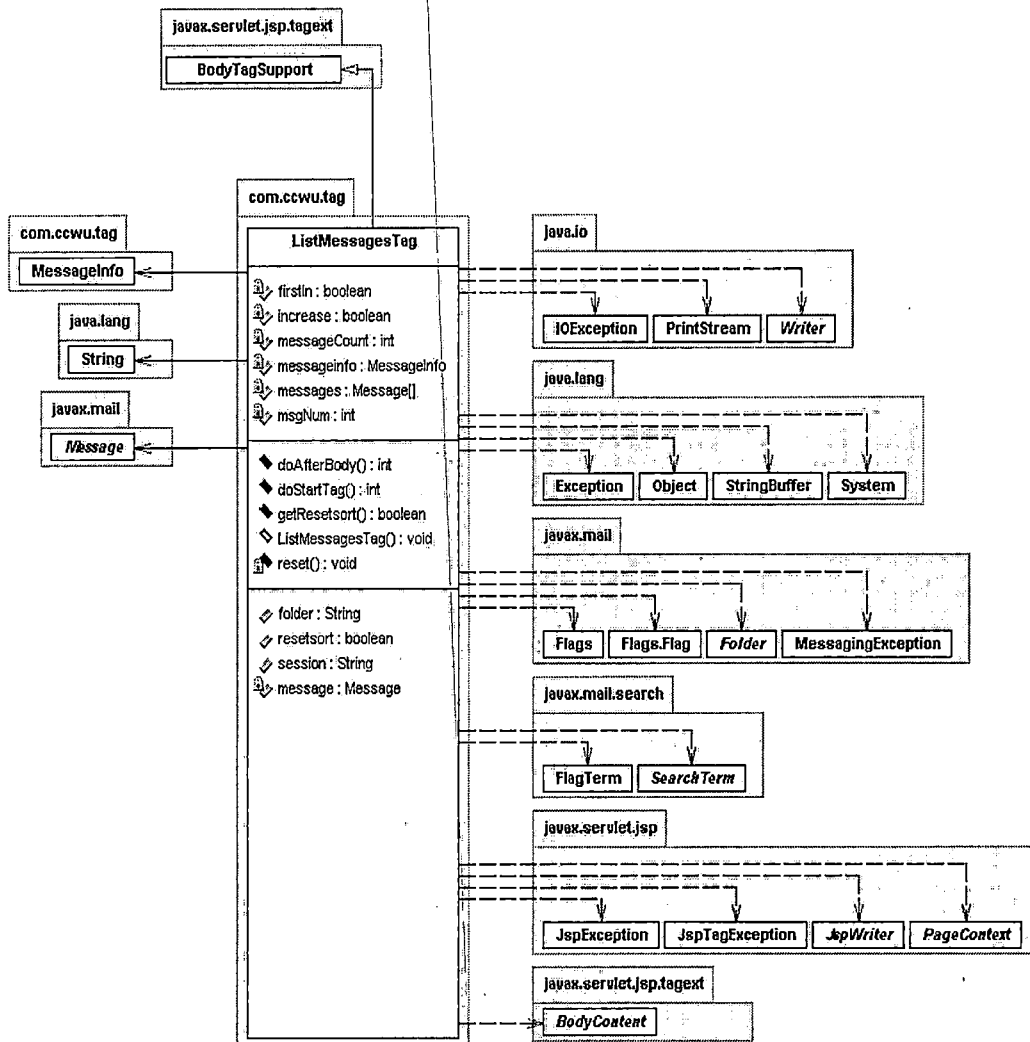 javax.servlet.jsp.tagext
BodyTagSupport
com.ccwu.tag
ListMessagesTag
firstIn : boolean
increase : boolean
messageCount : int
messageinfo : MessageInfo
messages : Message[]
msgNum : int
doAfterBody() : int
doStartTag() : int
getResetsort() : boolean
ListMessagesTag() : void
reset() : void
folder : String
resetsort : boolean
session : String
message : Message
com.ccwu.tag
MessageInfo
java.lang
String
javax.mail
Message
java.io
IOException PrintStream Writer
java.lang
Exception Object StringBuffer System
javax.mail
Flags Flags.Flag Folder MessagingException
javax.mail.search
FlagTerm SearchTerm
javax.servlet.jsp
JspException JspTagException JspWriter PageContext
javax.servlet.jsp.tagext
BodyContent